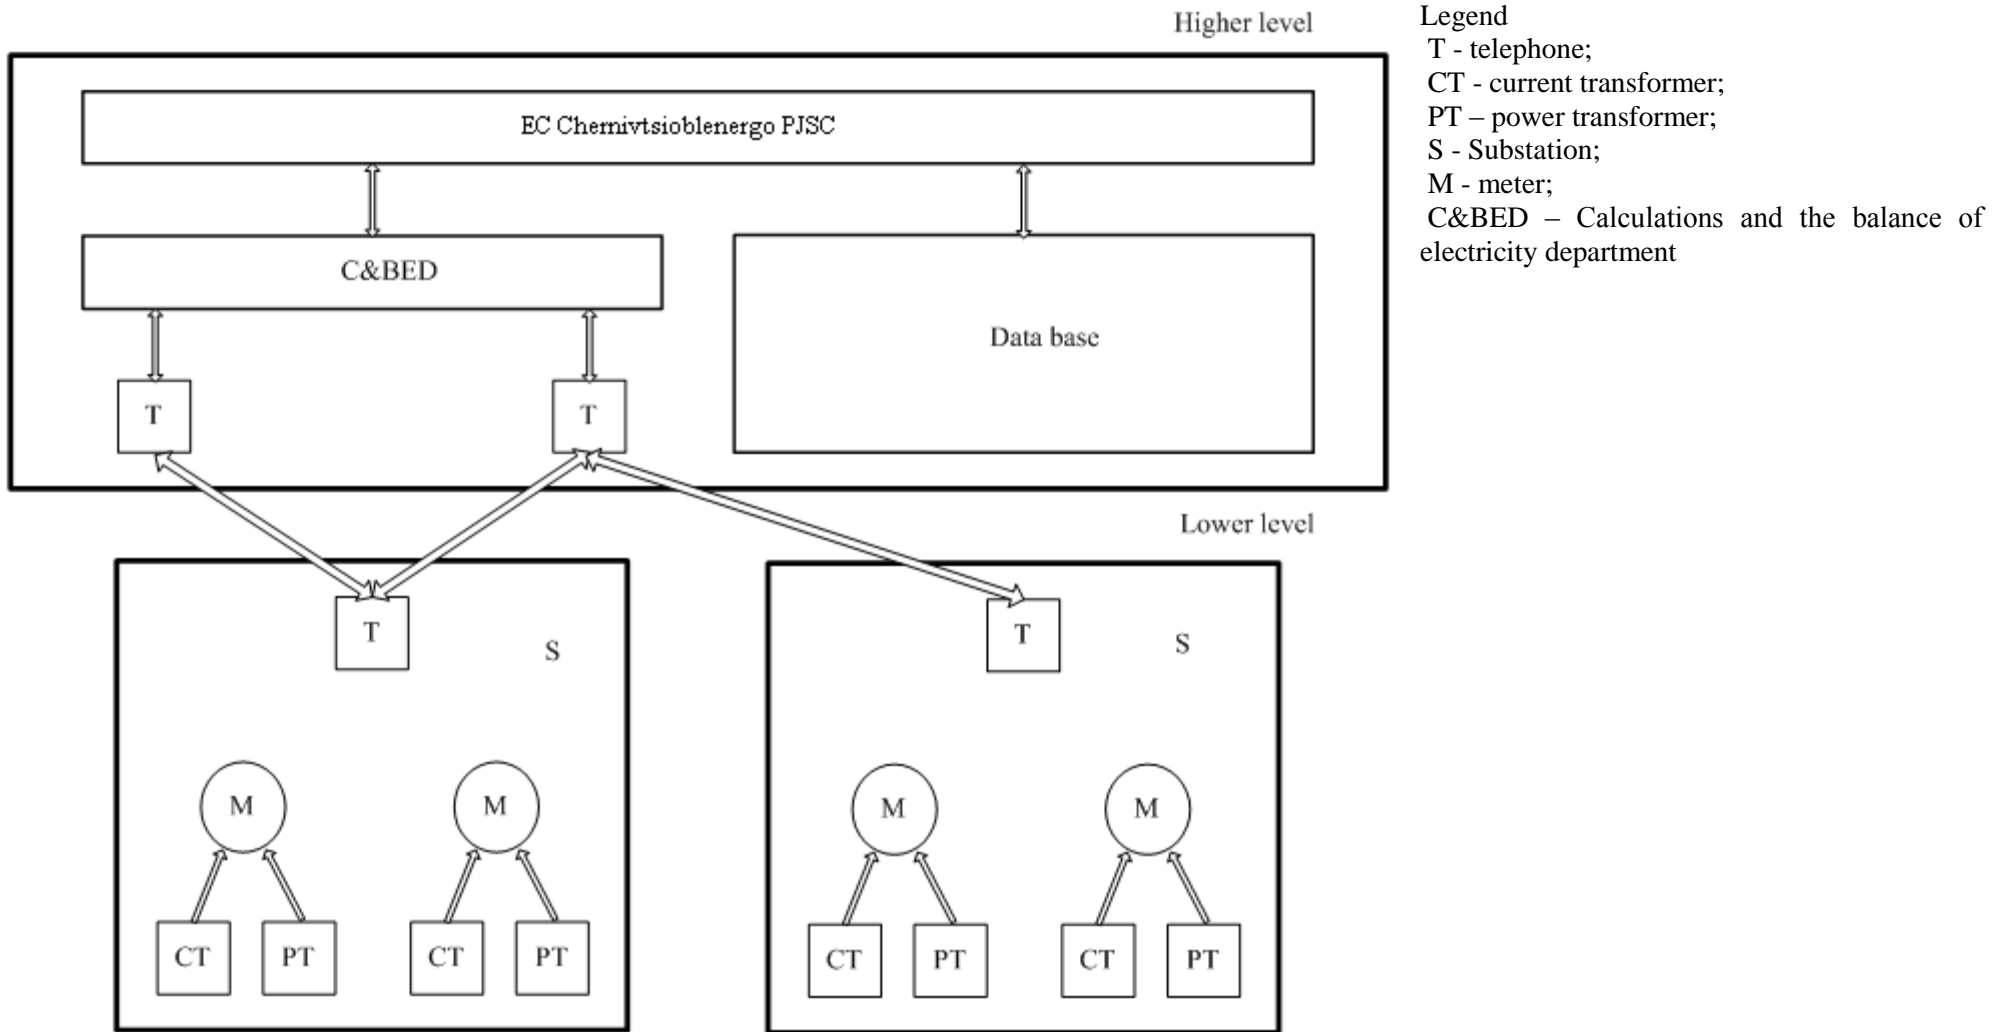 Higher level
EC Chernivtsioblenergo PJSC
C&BED
Data base
T
T
Lower level
T
S
T
S
M
M
M
M
CT
PT
CT
PT
CT
PT
CT
PT
Legend
T - telephone;
CT - current transformer;
PT – power transformer;
S - Substation;
M - meter;
C&BED – Calculations and the balance of
electricity department